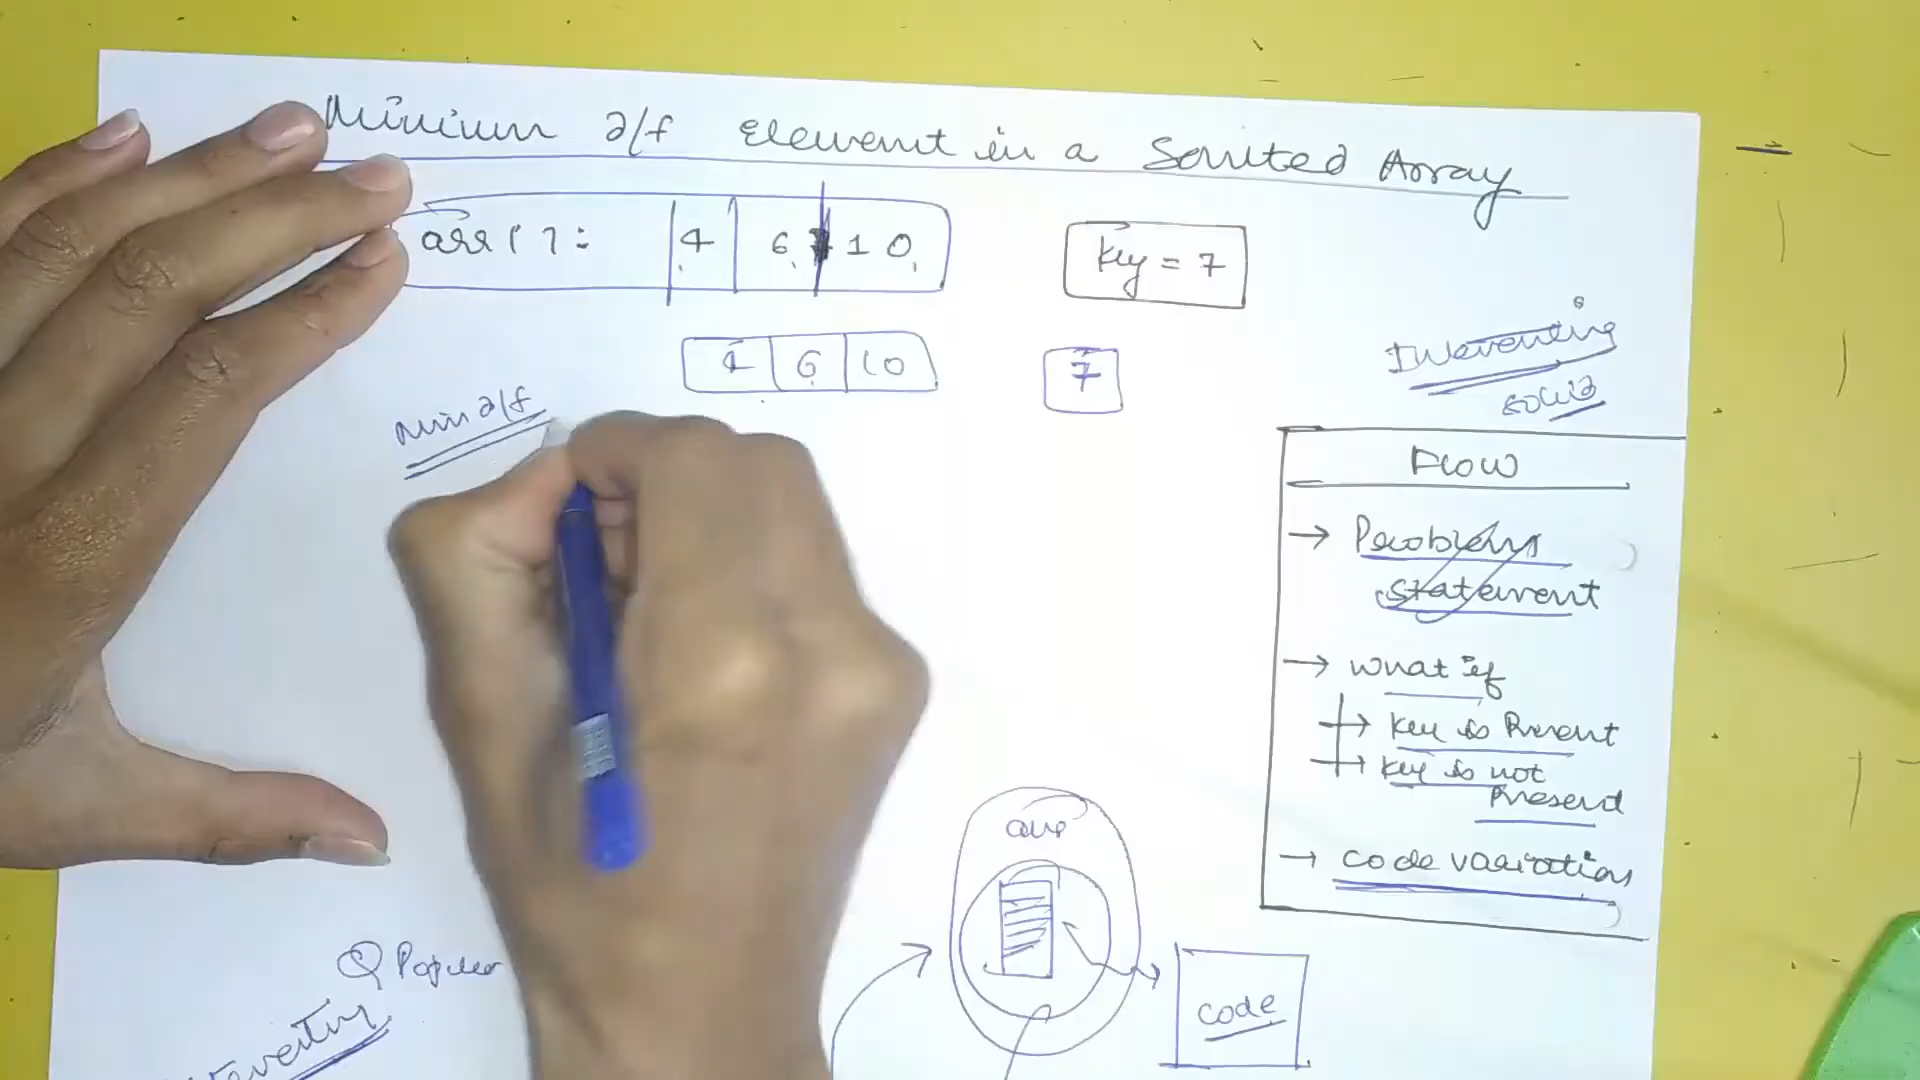 Minimum d/f Element in a Sorted Array
arr[]: 4 6 10
key = 7
4 6 10
7
Interesting
solid
Min d/f
Flow
→ Problem
statement
→ what if
→ key is Present
→ key is not
Present
→ code variation
ans
Q Popular
code